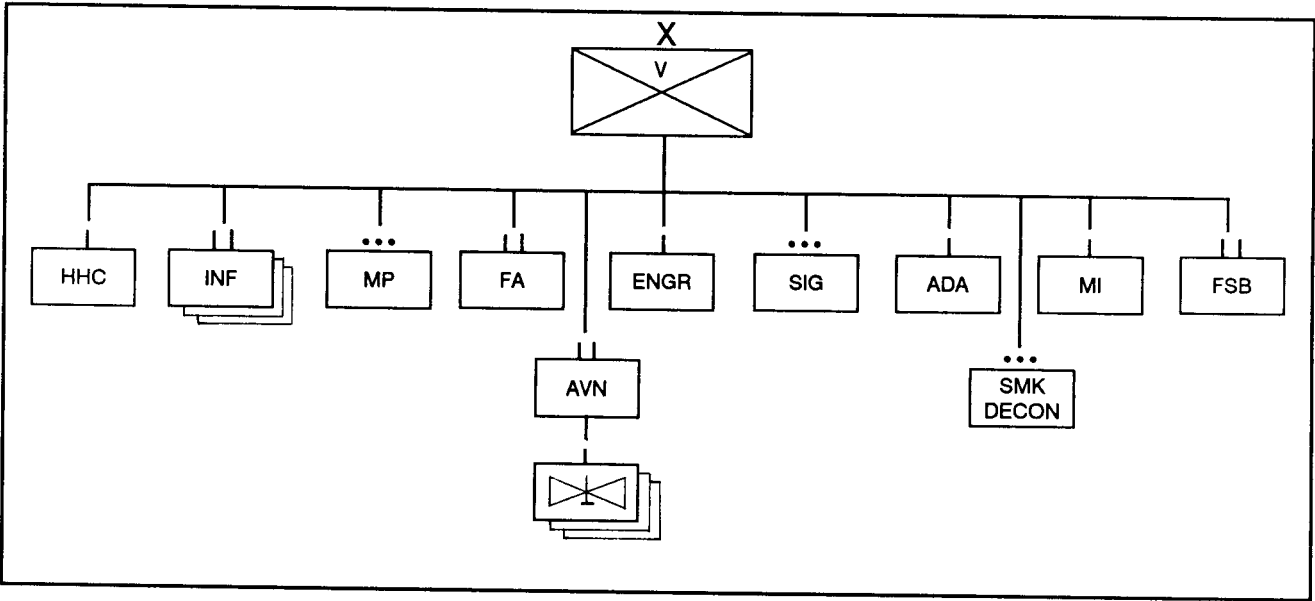 X
V
HHC
INF
MP
FA
ENGR
SIG
ADA
MI
FSB
AVN
SMK
DECON